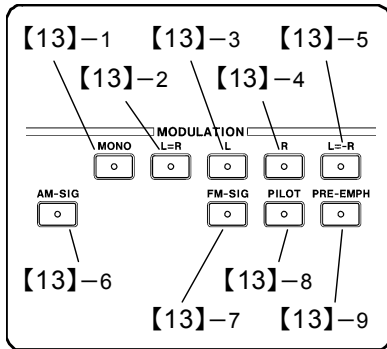 【13】−1 【13】−3 【13】−5
【13】−2 【13】−4
MODULATION
MONO L=R L R L=-R
AM-SIG FM-SIG PILOT PRE-EMPH
【13】−6 【13】−8
【13】−7 【13】−9